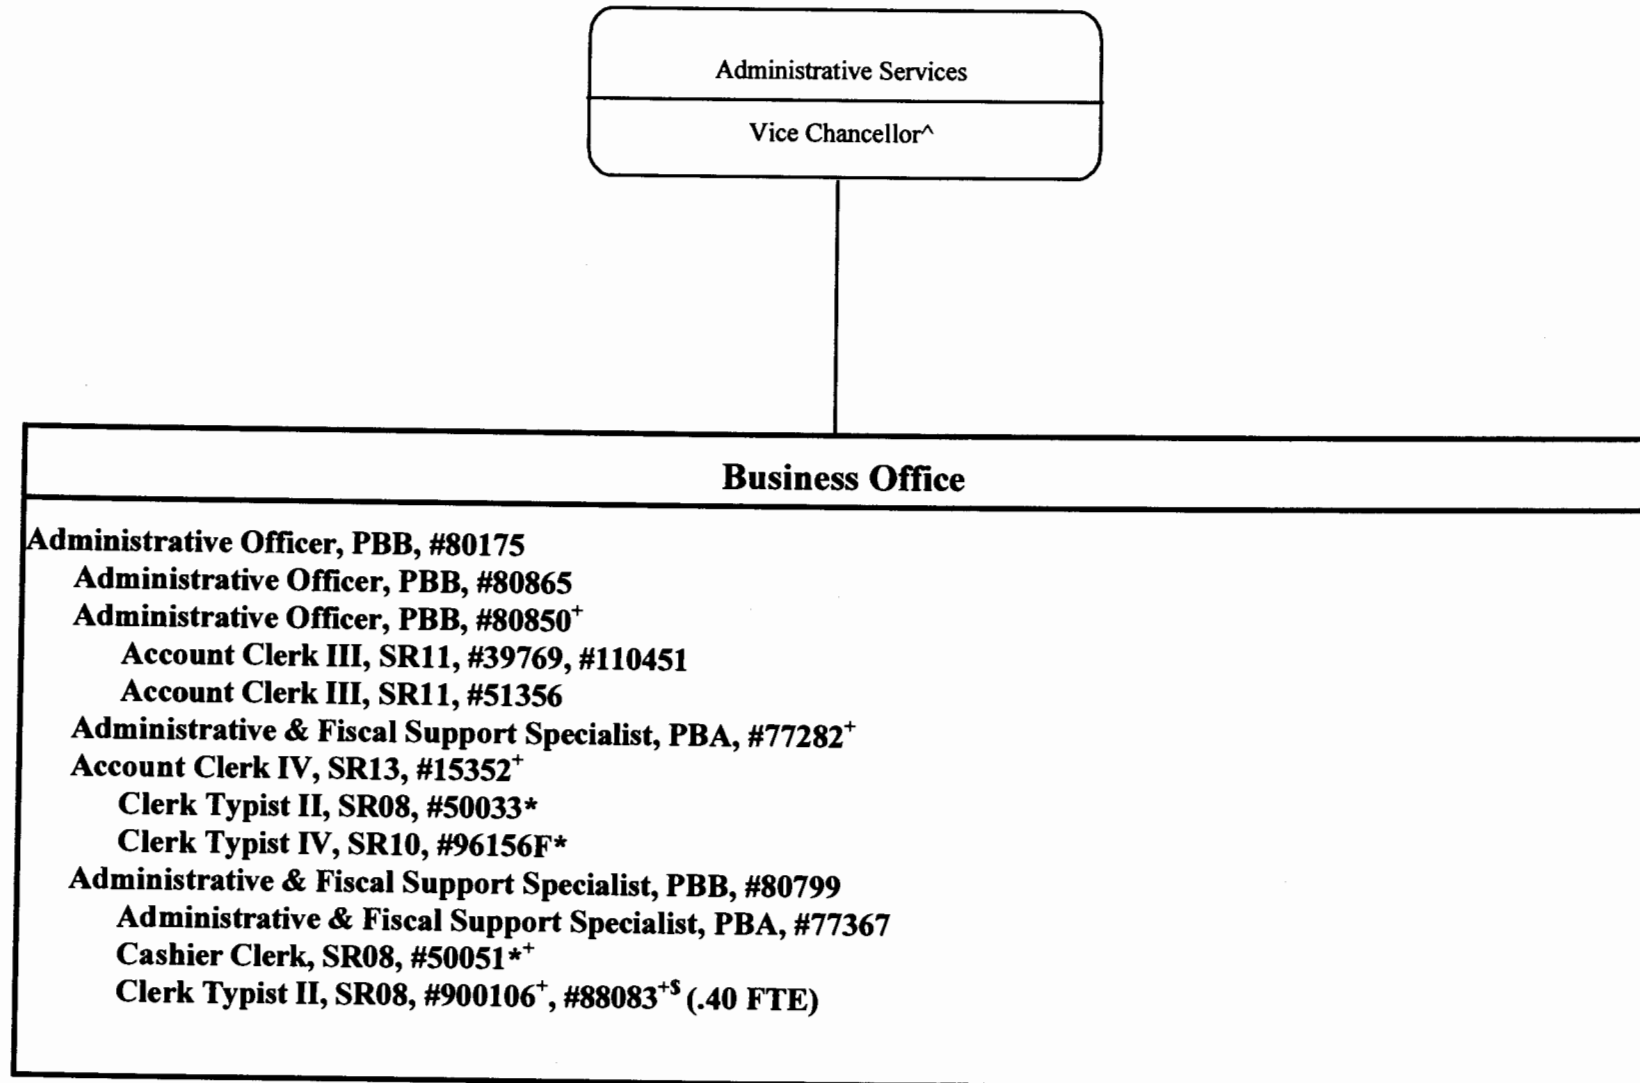 Administrative Services
Vice Chancellor^
Business Office
Administrative Officer, PBB, #80175
Administrative Officer, PBB, #80865
Administrative Officer, PBB, #80850+
Account Clerk III, SR11, #39769, #110451
Account Clerk III, SR11, #51356
Administrative & Fiscal Support Specialist, PBA, #77282+
Account Clerk IV, SR13, #15352+
Clerk Typist II, SR08, #50033*
Clerk Typist IV, SR10, #96156F*
Administrative & Fiscal Support Specialist, PBB, #80799
Administrative & Fiscal Support Specialist, PBA, #77367
Cashier Clerk, SR08, #50051*+
Clerk Typist II, SR08, #900106+, #88083+$ (.40 FTE)